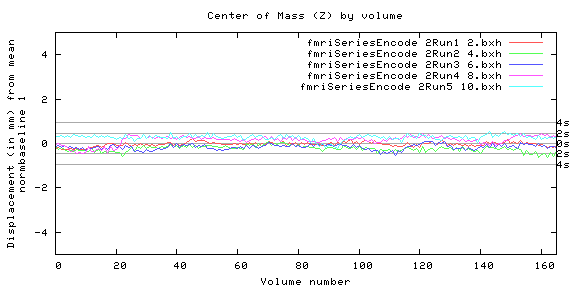 Center of Mass (Z) by volume
fmriSeriesEncode 2Run1 2.bxh
fmriSeriesEncode 2Run2 4.bxh
fmriSeriesEncode 2Run3 6.bxh
fmriSeriesEncode 2Run4 8.bxh
fmriSeriesEncode 2Run5 10.bxh
Displacement (in mm) from mean
normbaseline 1
4
2
0
-2
-4
4s
2s
0s
2s
4s
0 20 40 60 80 100 120 140 160
Volume number